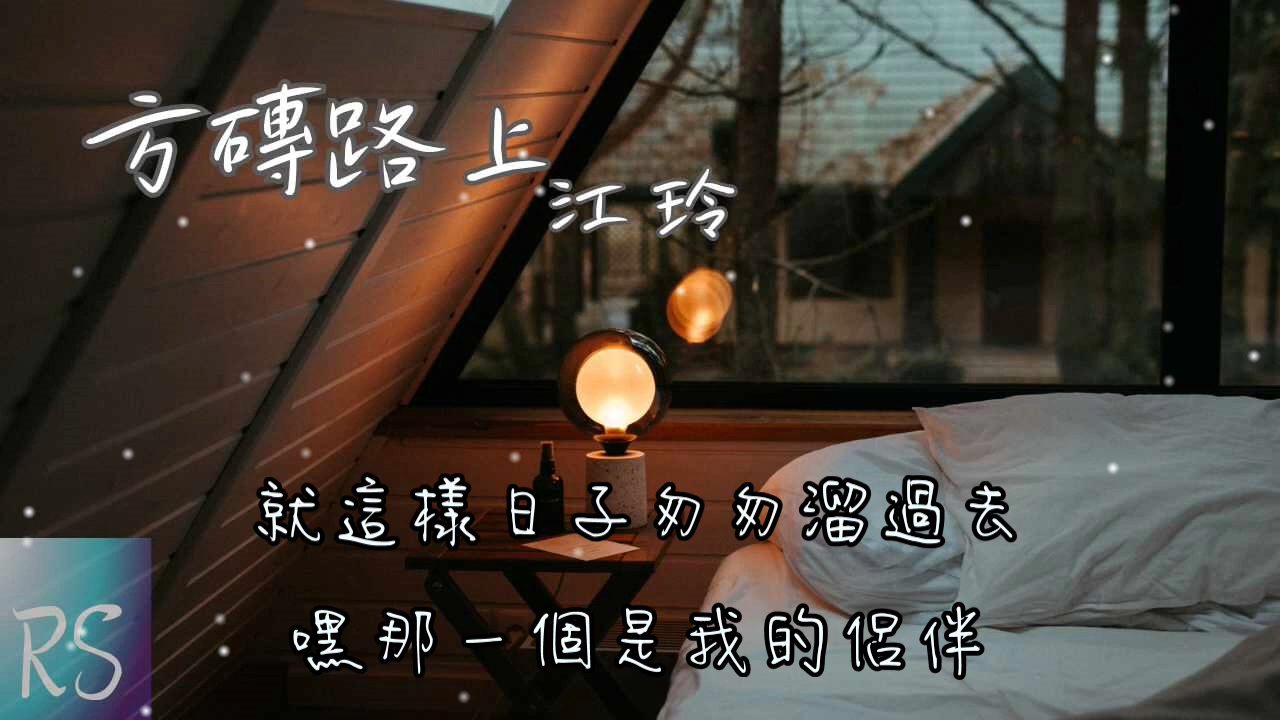 方磚路上
江玲
就這樣日子匆匆溜過去
嘿那一個是我的侶伴
RS